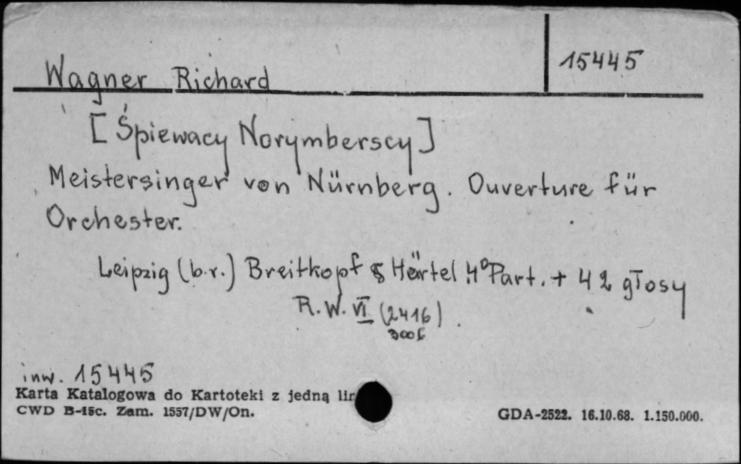 15445
Wagner Richard
[Śpiewacy Norymberscy]
Meistersinger von Nürnberg. Ouverture für
Orchester.
Leipzig (b.r.) Breitkopf & Härtel 4° Part. + 42 głosy
R.W. VI (2416)
inw. 15445
Karta Katalogowa do Kartoteki z jedną
CWD B-15c. Zam. 1557/DW/On.
GDA-2522. 16.10.68. 1.150.000.